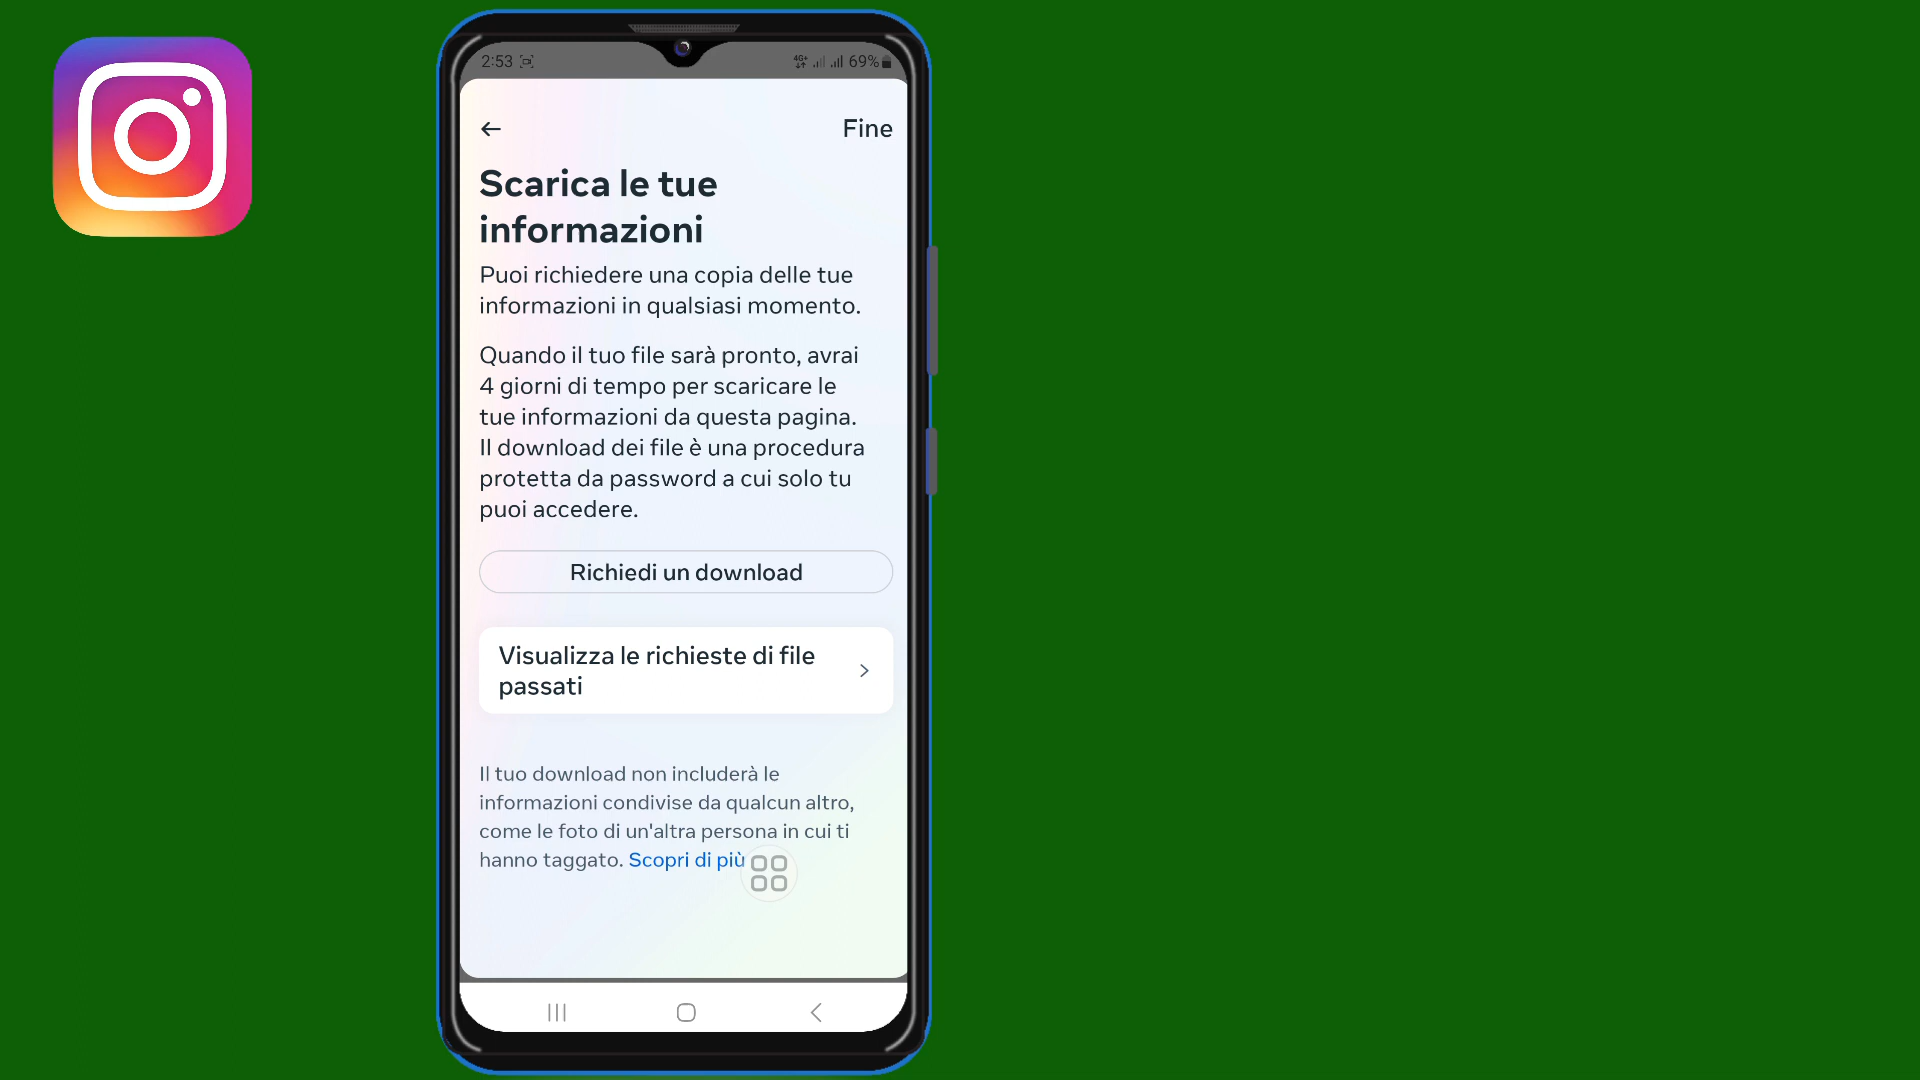 2:53
4G+
69%
Fine
Scarica le tue
informazioni
Puoi richiedere una copia delle tue
informazioni in qualsiasi momento.
Quando il tuo file sarà pronto, avrai
4 giorni di tempo per scaricare le
tue informazioni da questa pagina.
Il download dei file è una procedura
protetta da password a cui solo tu
puoi accedere.
Richiedi un download
Visualizza le richieste di file
passati
Il tuo download non includerà le
informazioni condivise da qualcun altro,
come le foto di un'altra persona in cui ti
hanno taggato. Scopri di più